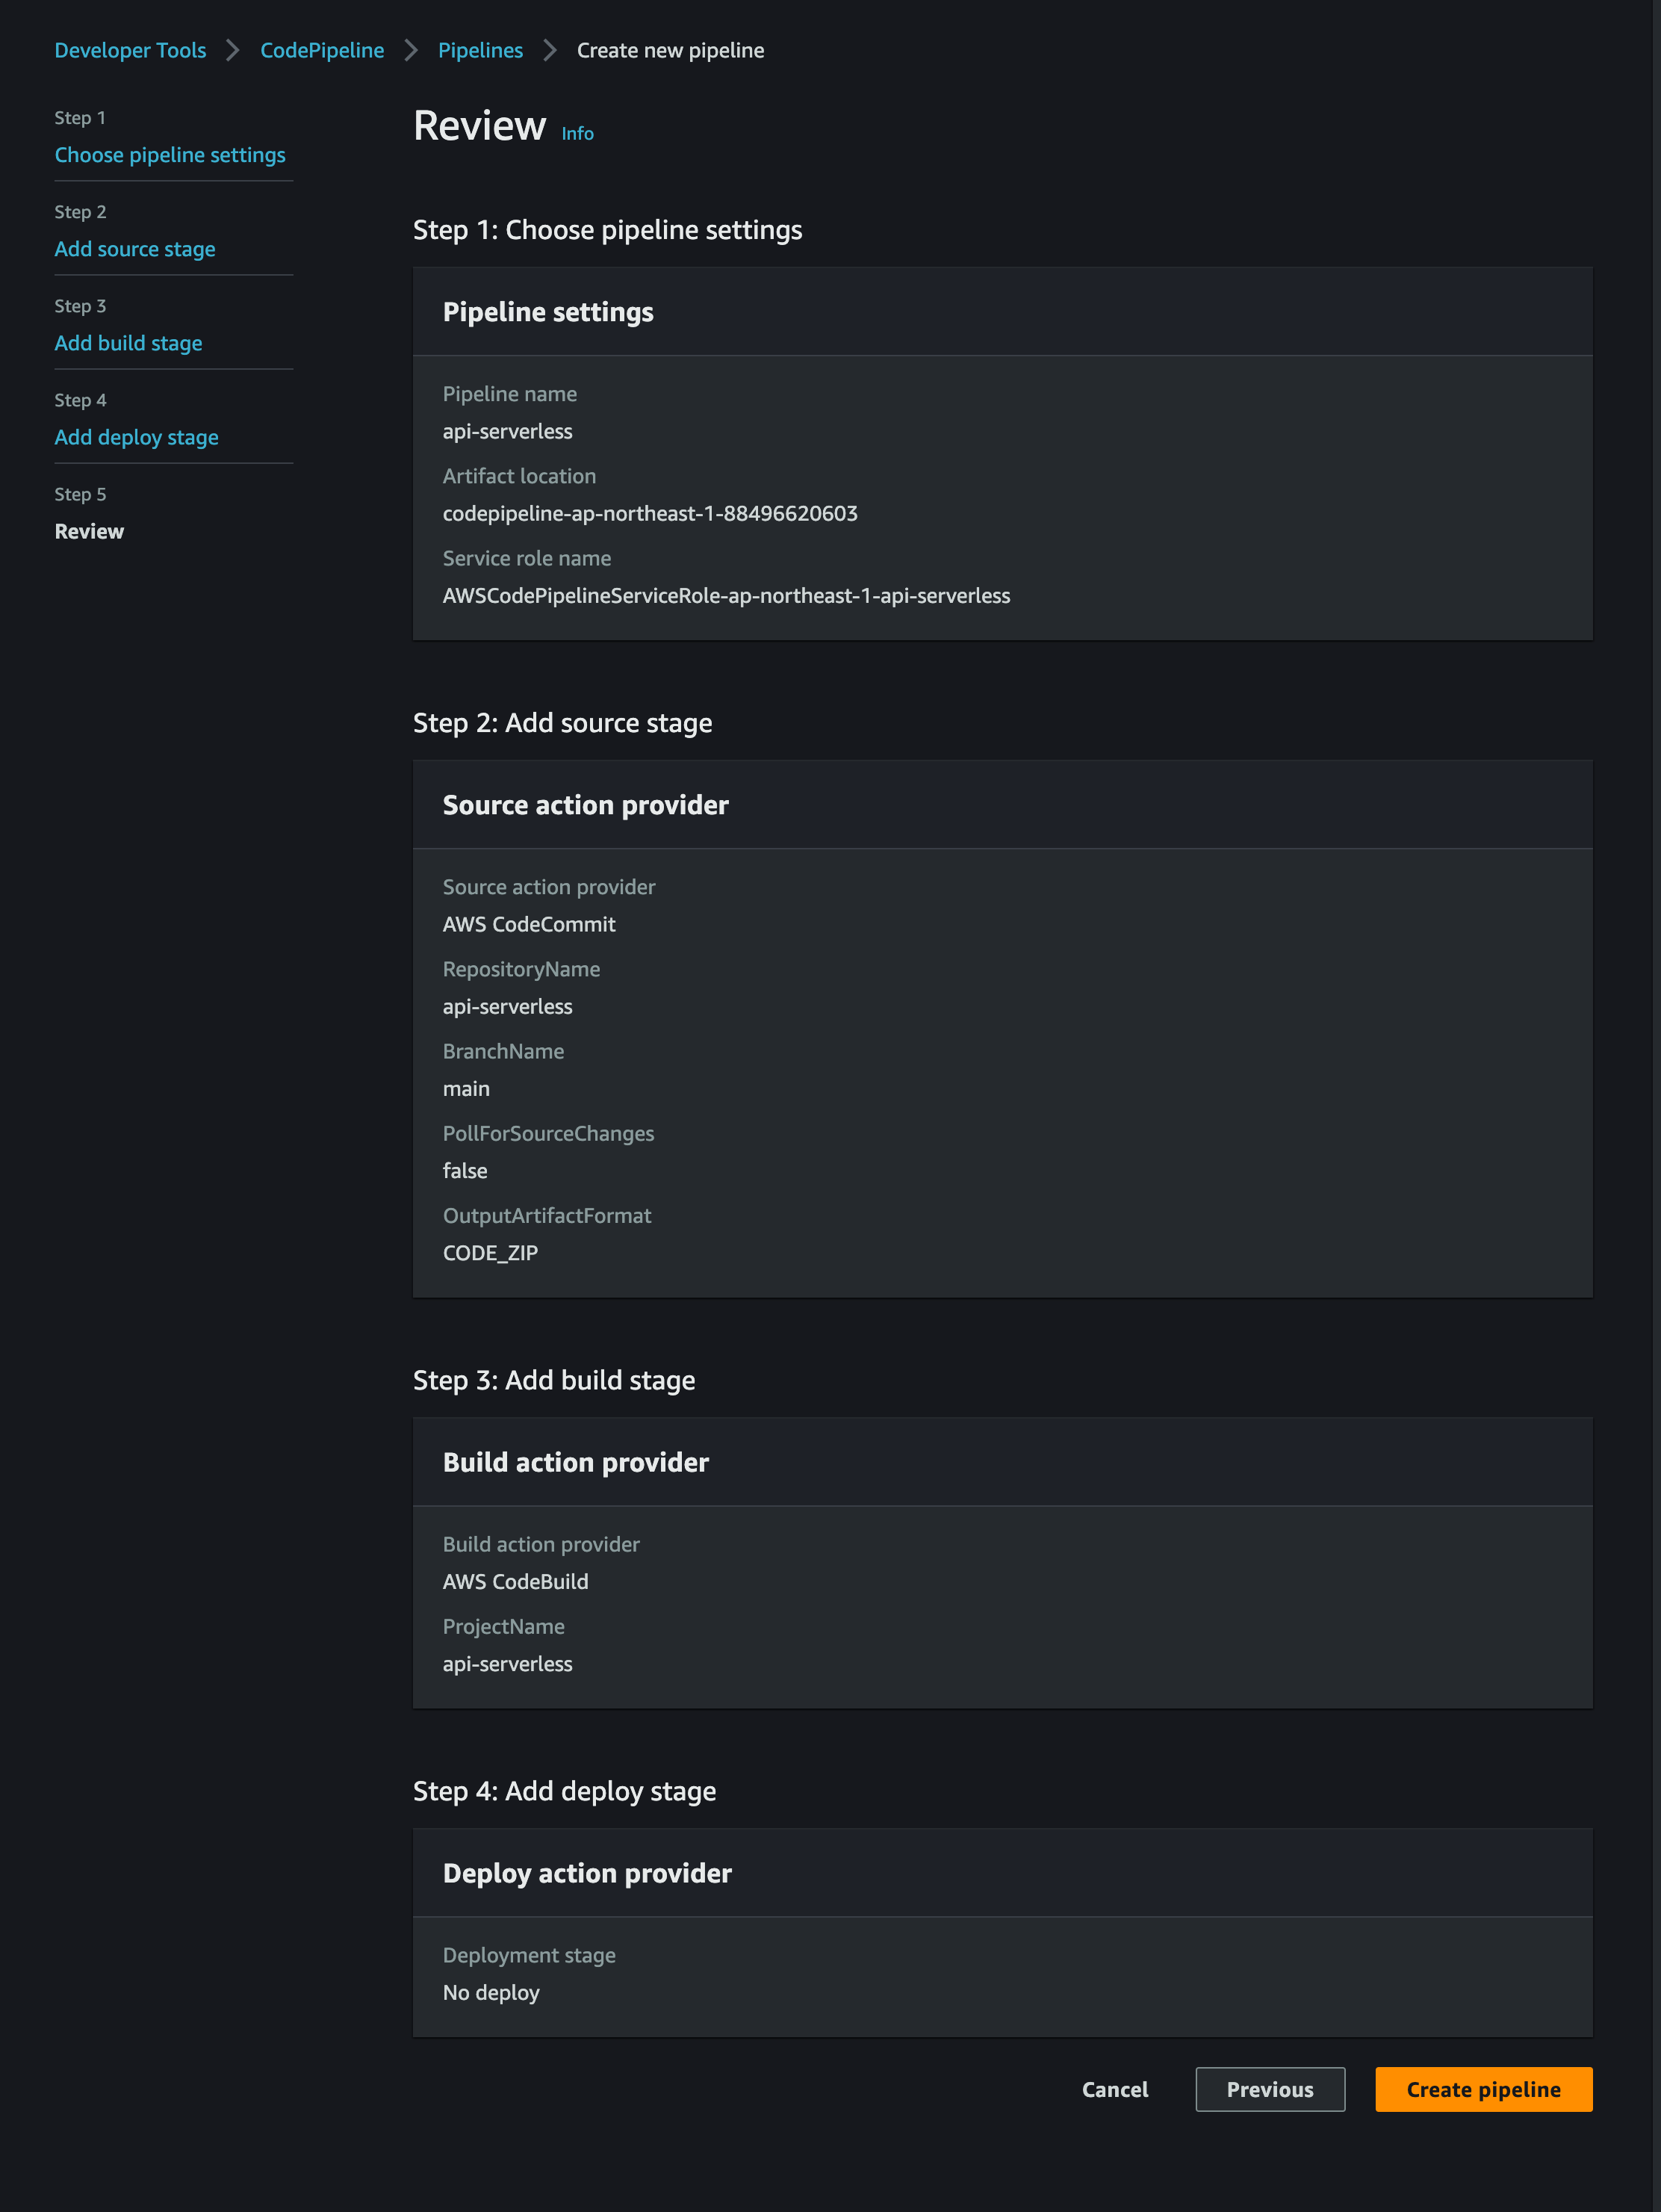 Developer Tools > CodePipeline > Pipelines > Create new pipeline
Step 1
Choose pipeline settings
Step 2
Add source stage
Step 3
Add build stage
Step 4
Add deploy stage
Step 5
Review
Review Info
Step 1: Choose pipeline settings
Pipeline settings
Pipeline name
api-serverless
Artifact location
codepipeline-ap-northeast-1-88496620603
Service role name
AWSCodePipelineServiceRole-ap-northeast-1-api-serverless
Step 2: Add source stage
Source action provider
Source action provider
AWS CodeCommit
RepositoryName
api-serverless
BranchName
main
PollForSourceChanges
false
OutputArtifactFormat
CODE_ZIP
Step 3: Add build stage
Build action provider
Build action provider
AWS CodeBuild
ProjectName
api-serverless
Step 4: Add deploy stage
Deploy action provider
Deployment stage
No deploy
Cancel Previous Create pipeline